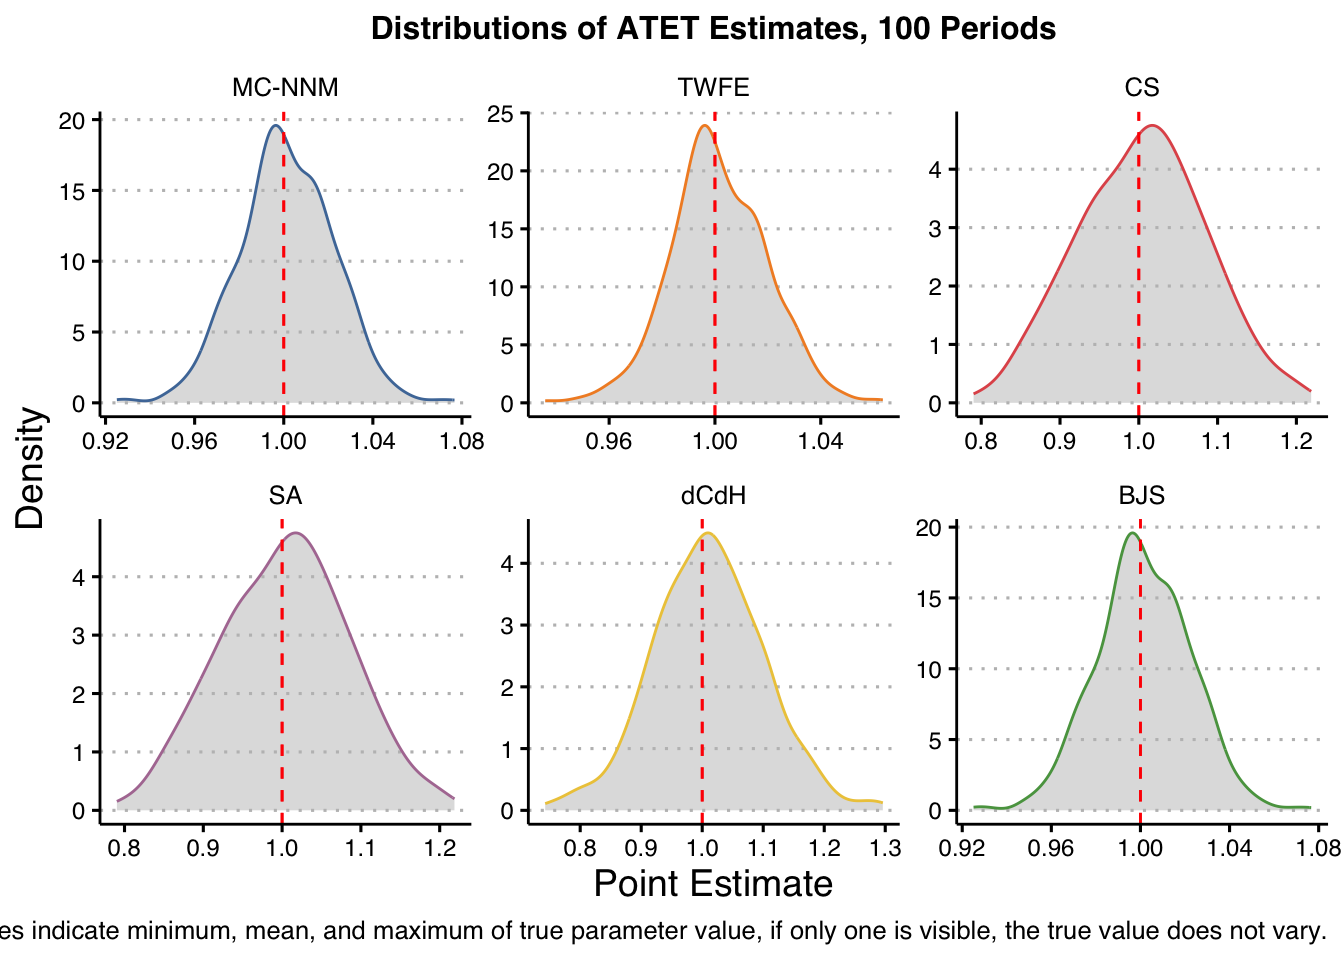 Distributions of ATET Estimates, 100 Periods
MC-NNM
TWFE
CS
20
15
10
5
0
0.92 0.96 1.00 1.04 1.08
25
20
15
10
5
0
0.96 1.00 1.04
4
3
2
1
0
0.8 0.9 1.0 1.1 1.2
Density
SA
dCdH
BJS
4
3
2
1
0
0.8 0.9 1.0 1.1 1.2
4
3
2
1
0
0.8 0.9 1.0 1.1 1.2 1.3
20
15
10
5
0
0.92 0.96 1.00 1.04 1.08
Point Estimate
es indicate minimum, mean, and maximum of true parameter value, if only one is visible, the true value does not vary.